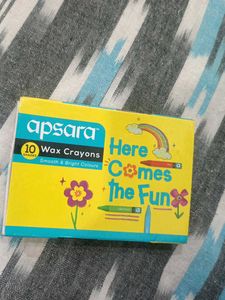 apsara
10
Wax Crayons
Smooth & Bright Colours
Here
Comes
the Fun